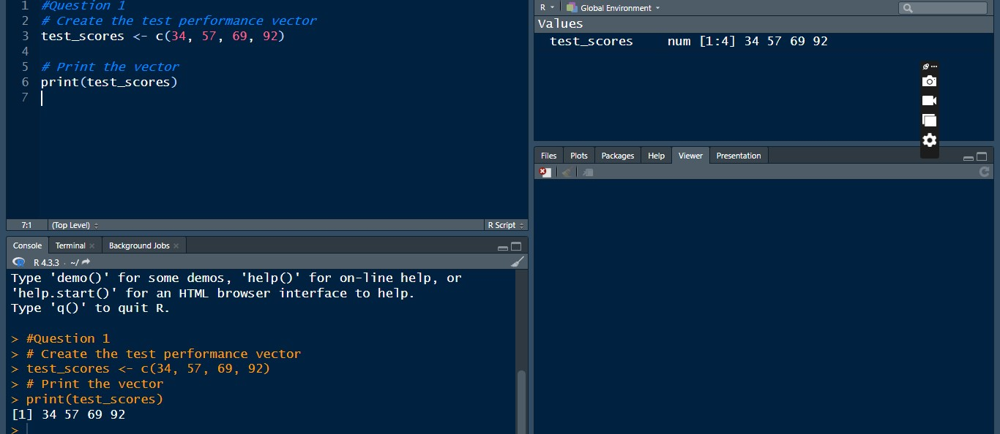 1 #Question 1
2 # Create the test performance vector
3 test_scores <- c(34, 57, 69, 92)
4
5 # Print the vector
6 print(test_scores)
7
7:1 (Top Level) R Script
Console Terminal Background Jobs
R 4.3.3 · ~/
Type 'demo()' for some demos, 'help()' for on-line help, or
'help.start()' for an HTML browser interface to help.
Type 'q()' to quit R.
> #Question 1
> # Create the test performance vector
> test_scores <- c(34, 57, 69, 92)
> # Print the vector
> print(test_scores)
[1] 34 57 69 92
>
R Global Environment
Values
test_scores num [1:4] 34 57 69 92
Files Plots Packages Help Viewer Presentation